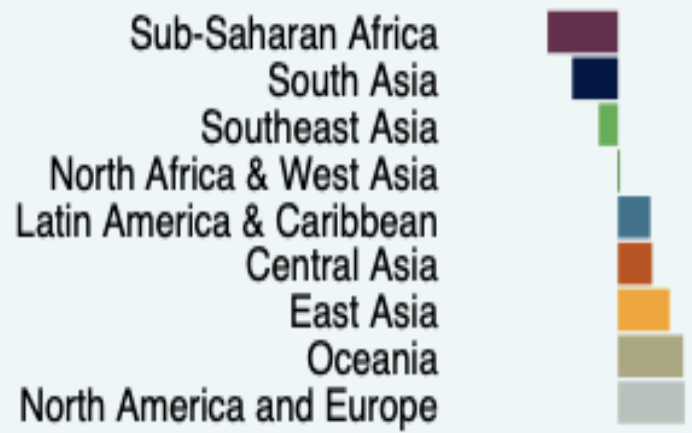 Sub-Saharan Africa
South Asia
Southeast Asia
North Africa & West Asia
Latin America & Caribbean
Central Asia
East Asia
Oceania
North America and Europe